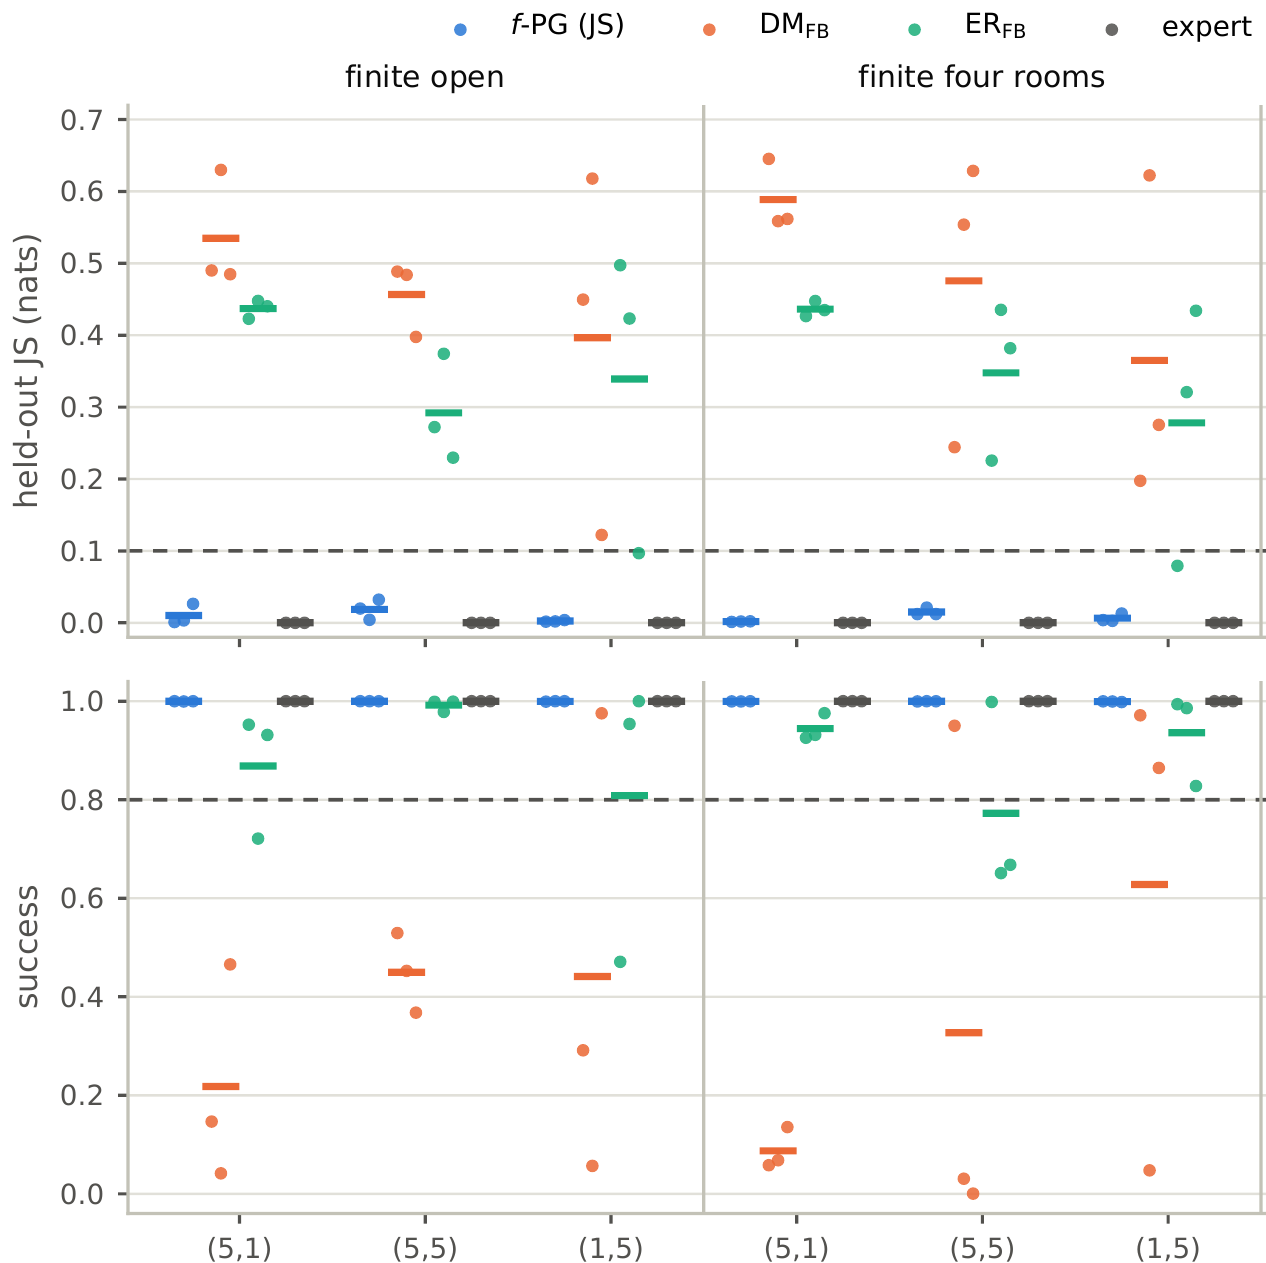 f-PG (JS) DM_FB ER_FB expert
finite open finite four rooms
held-out JS (nats)
0.7
0.6
0.5
0.4
0.3
0.2
0.1
0.0
success
1.0
0.8
0.6
0.4
0.2
0.0
(5,1) (5,5) (1,5) (5,1) (5,5) (1,5)